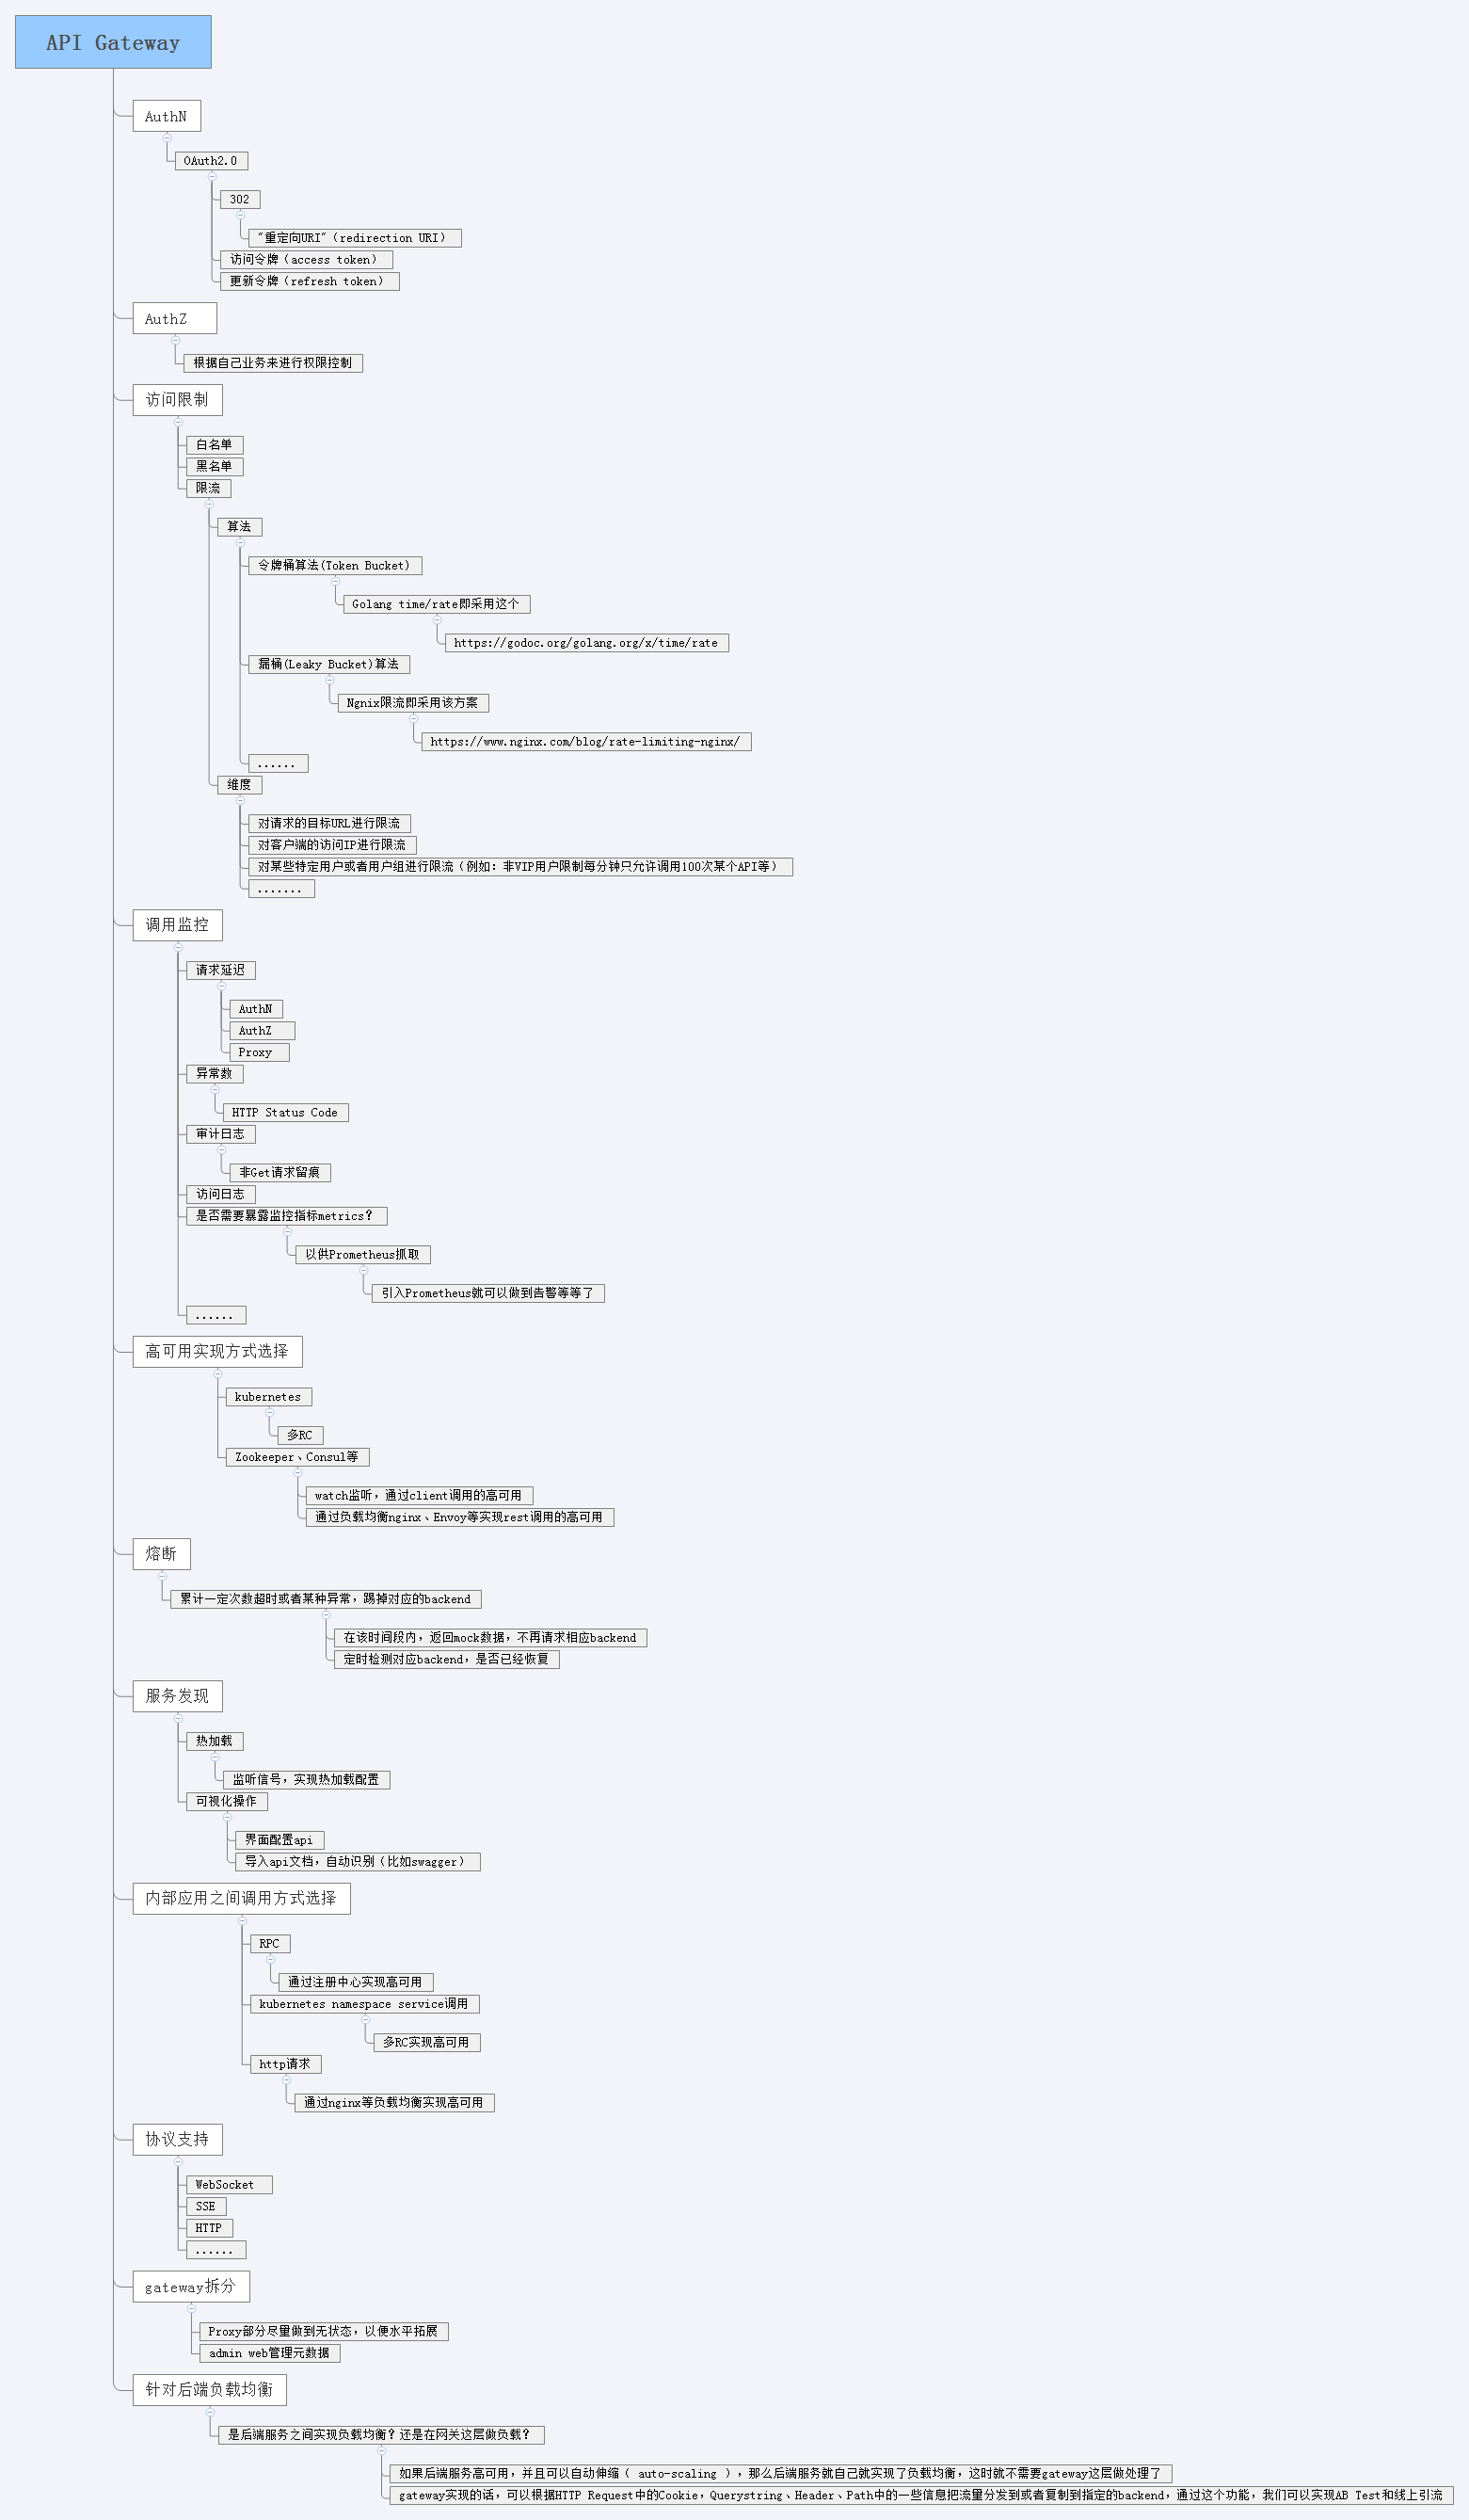 API Gateway
AuthN
OAuth2.0
302
"重定向URI"（redirection URI）
访问令牌（access token）
更新令牌（refresh token）
AuthZ
根据自己业务来进行权限控制
访问限制
白名单
黑名单
限流
算法
令牌桶算法(Token Bucket)
Golang time/rate即采用这个
https://godoc.org/golang.org/x/time/rate
漏桶(Leaky Bucket)算法
Ngnix限流即采用该方案
https://www.nginx.com/blog/rate-limiting-nginx/
......
维度
对请求的目标URL进行限流
对客户端的访问IP进行限流
对某些特定用户或者用户组进行限流（例如：非VIP用户限制每分钟只允许调用100次某个API等）
.......
调用监控
请求延迟
AuthN
AuthZ
Proxy
异常数
HTTP Status Code
审计日志
非Get请求留痕
访问日志
是否需要暴露监控指标metrics？
以供Prometheus抓取
引入Prometheus就可以做到告警等等了
......
高可用实现方式选择
kubernetes
多RC
Zookeeper、Consul等
watch监听，通过client调用的高可用
通过负载均衡nginx、Envoy等实现rest调用的高可用
熔断
累计一定次数超时或者某种异常，踢掉对应的backend
在该时间段内，返回mock数据，不再请求相应backend
定时检测对应backend，是否已经恢复
服务发现
热加载
监听信号，实现热加载配置
可视化操作
界面配置api
导入api文档，自动识别（比如swagger）
内部应用之间调用方式选择
RPC
通过注册中心实现高可用
kubernetes namespace service调用
多RC实现高可用
http请求
通过nginx等负载均衡实现高可用
协议支持
WebSocket
SSE
HTTP
......
gateway拆分
Proxy部分尽量做到无状态，以便水平拓展
admin web管理元数据
针对后端负载均衡
是后端服务之间实现负载均衡？还是在网关这层做负载？
如果后端服务高可用，并且可以自动伸缩（ auto-scaling ），那么后端服务就自己就实现了负载均衡，这时就不需要gateway这层做处理了
gateway实现的话，可以根据HTTP Request中的Cookie，Querystring、Header、Path中的一些信息把流量分发到或者复制到指定的backend，通过这个功能，我们可以实现AB Test和线上引流